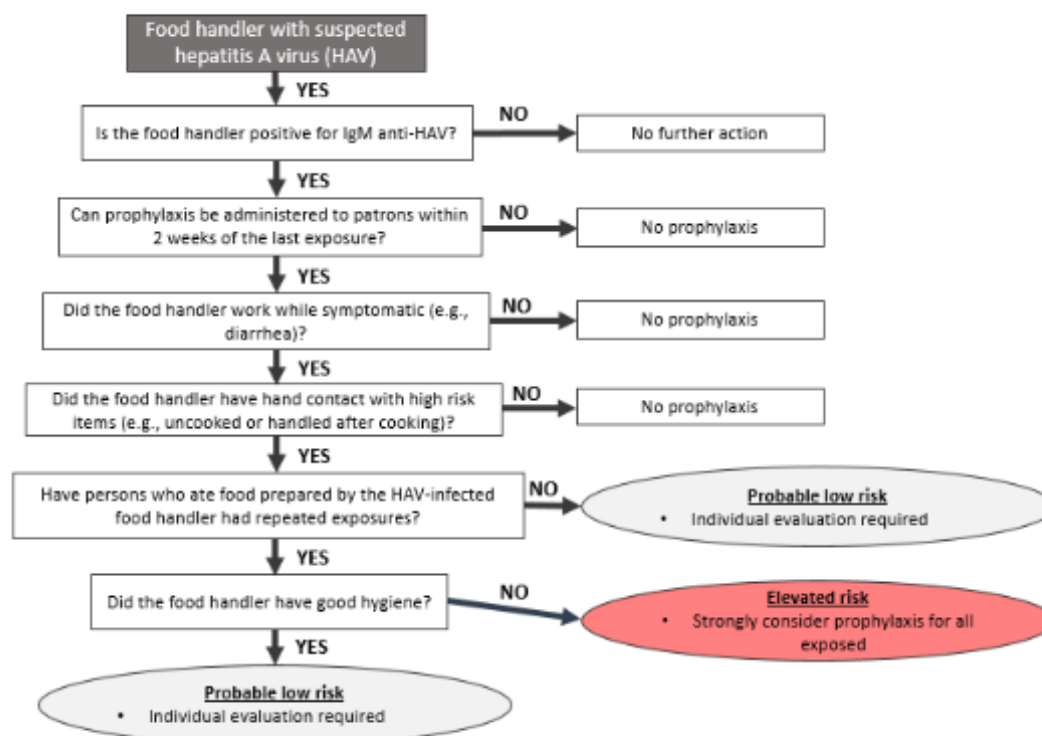 Food handler with suspected
hepatitis A virus (HAV)
YES
Is the food handler positive for IgM anti-HAV?
NO
No further action
YES
Can prophylaxis be administered to patrons within
2 weeks of the last exposure?
NO
No prophylaxis
YES
Did the food handler work while symptomatic (e.g.,
diarrhea)?
NO
No prophylaxis
YES
Did the food handler have hand contact with high risk
items (e.g., uncooked or handled after cooking)?
NO
No prophylaxis
YES
Have persons who ate food prepared by the HAV-infected
food handler had repeated exposures?
NO
Probable low risk
• Individual evaluation required
YES
Did the food handler have good hygiene?
NO
Elevated risk
• Strongly consider prophylaxis for all
exposed
YES
Probable low risk
• Individual evaluation required